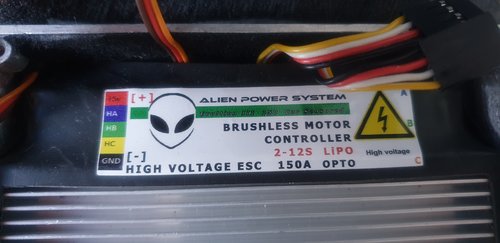 +5v
[+]
HA
HB
HC
GND
[-]
ALIEN POWER SYSTEM
BRUSHLESS MOTOR
CONTROLLER
2-12S LiPO
HIGH VOLTAGE ESC 150A OPTO
High voltage
A
B
C